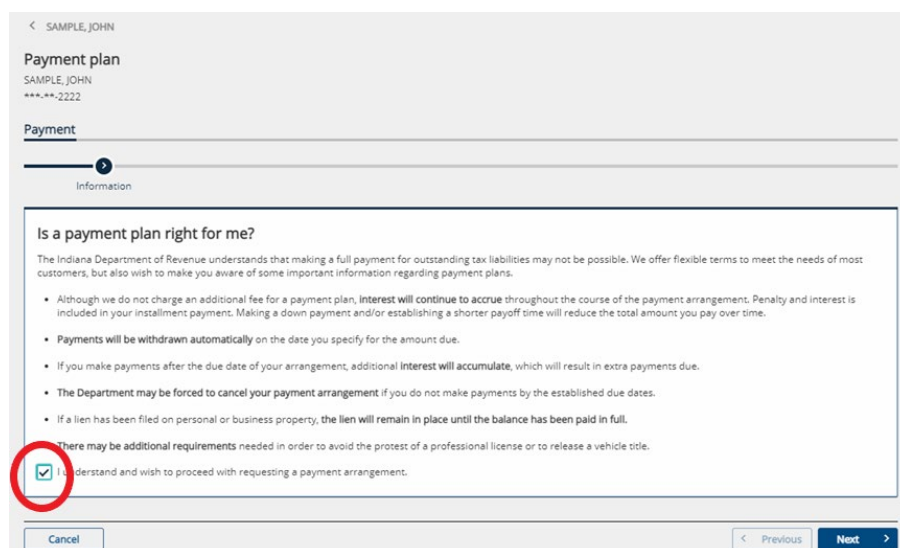 SAMPLE, JOHN
Payment plan
SAMPLE, JOHN
***-**-2222
Payment
Information
Is a payment plan right for me?
The Indiana Department of Revenue understands that making a full payment for outstanding tax liabilities may not be possible. We offer flexible terms to meet the needs of most
customers, but also wish to make you aware of some important information regarding payment plans.
• Although we do not charge an additional fee for a payment plan, interest will continue to accrue throughout the course of the payment arrangement. Penalty and interest is
included in your installment payment. Making a down payment and/or establishing a shorter payoff time will reduce the total amount you pay over time.
• Payments will be withdrawn automatically on the date you specify for the amount due.
• If you make payments after the due date of your arrangement, additional interest will accumulate, which will result in extra payments due.
• The Department may be forced to cancel your payment arrangement if you do not make payments by the established due dates.
• If a lien has been filed on personal or business property, the lien will remain in place until the balance has been paid in full.
There may be additional requirements needed in order to avoid the protest of a professional license or to release a vehicle title.
I understand and wish to proceed with requesting a payment arrangement.
Cancel
Previous
Next